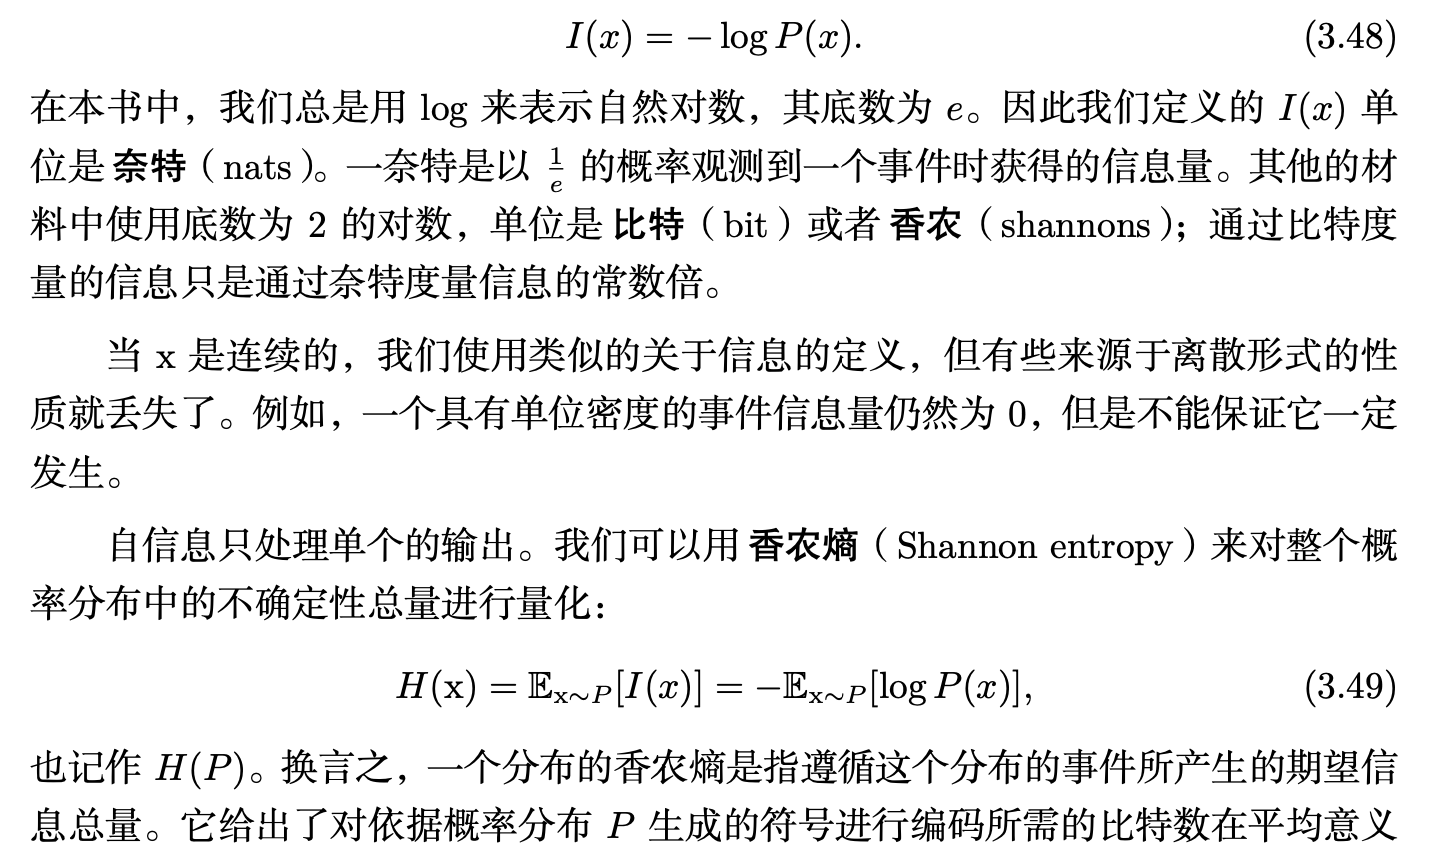 I(x) = − log P(x). (3.48)
在本书中，我们总是用 log 来表示自然对数，其底数为 e。因此我们定义的 I(x) 单
位是 奈特（nats）。一奈特是以 1/e 的概率观测到一个事件时获得的信息量。其他的材
料中使用底数为 2 的对数，单位是 比特（bit）或者 香农（shannons）；通过比特度
量的信息只是通过奈特度量信息的常数倍。
当 x 是连续的，我们使用类似的关于信息的定义，但有些来源于离散形式的性
质就丢失了。例如，一个具有单位密度的事件信息量仍然为 0，但是不能保证它一定
发生。
自信息只处理单个的输出。我们可以用 香农熵（Shannon entropy）来对整个概
率分布中的不确定性总量进行量化：
H(x) = 𝔼x∼P[I(x)] = −𝔼x∼P[log P(x)], (3.49)
也记作 H(P)。换言之，一个分布的香农熵是指遵循这个分布的事件所产生的期望信
息总量。它给出了对依据概率分布 P 生成的符号进行编码所需的比特数在平均意义